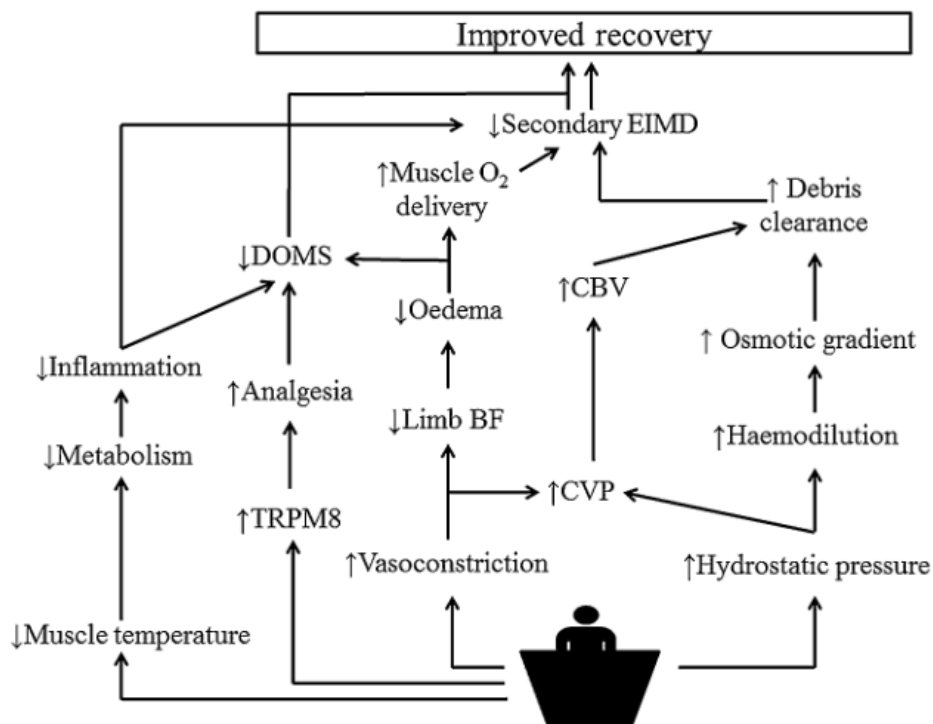 Improved recovery
↓Secondary EIMD
↑Muscle O₂
delivery
↑ Debris
clearance
↓DOMS
↑CBV
↓Oedema
↑ Osmotic gradient
↓Inflammation
↑Analgesia
↓Limb BF
↑Haemodilution
↓Metabolism
↑CVP
↑TRPM8
↑Vasoconstriction
↑Hydrostatic pressure
↓Muscle temperature